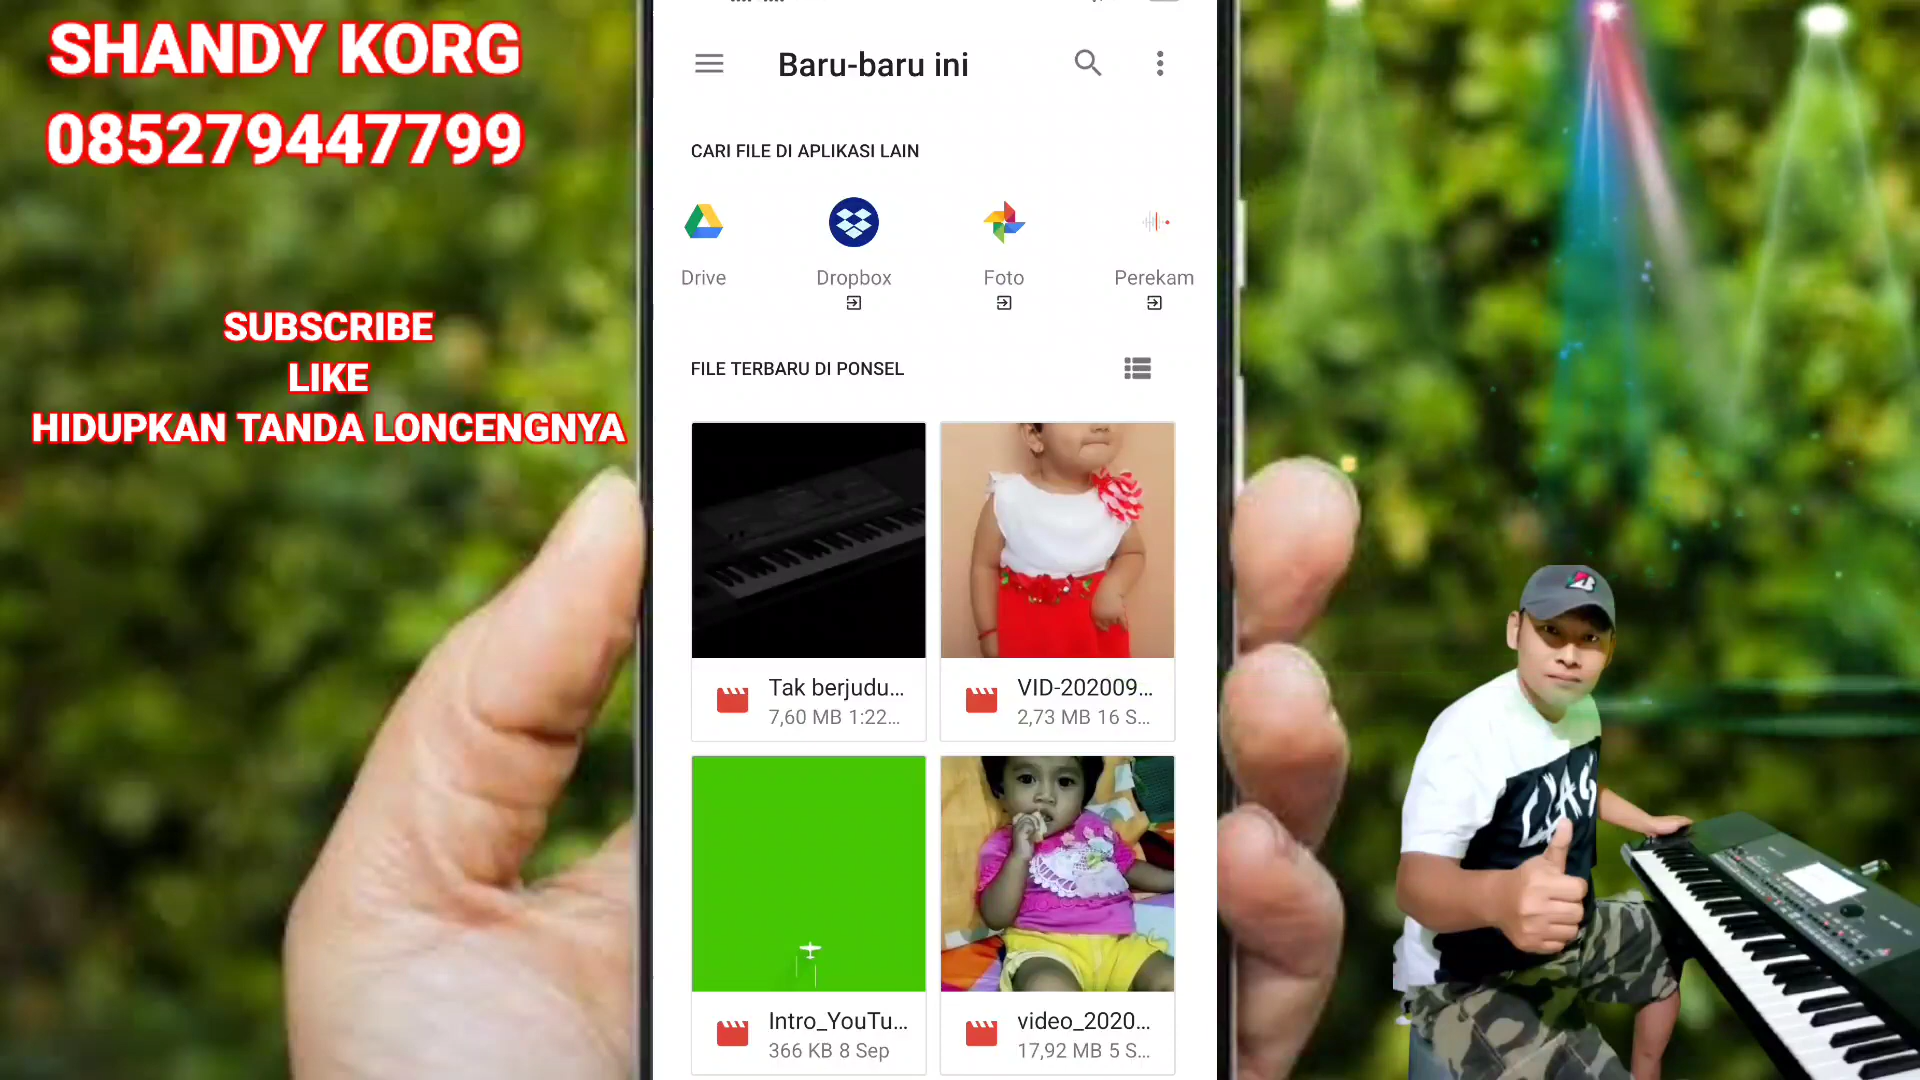 SHANDY KORG
085279447799
SUBSCRIBE
LIKE
HIDUPKAN TANDA LONCENGNYA
Baru-baru ini
CARI FILE DI APLIKASI LAIN
Drive
Dropbox
Foto
Perekam
FILE TERBARU DI PONSEL
Tak berjudu...
7,60 MB 1:22...
VID-202009...
2,73 MB 16 S...
Intro_YouTu...
366 KB 8 Sep
video_2020...
17,92 MB 5 S...